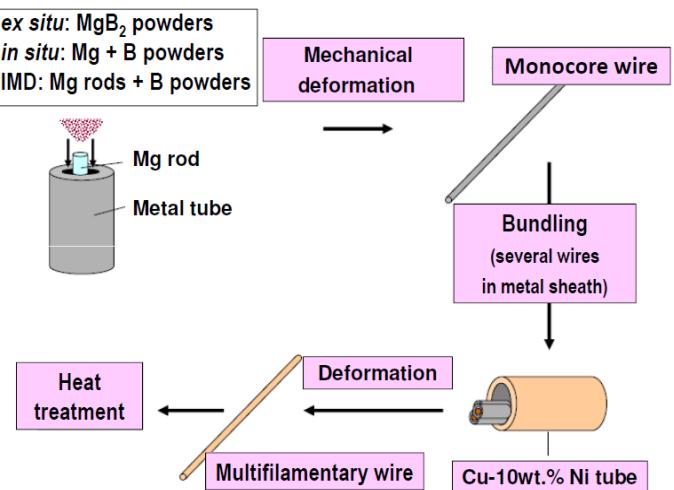 ex situ: MgB₂ powders
in situ: Mg + B powders
IMD: Mg rods + B powders
Mg rod
Metal tube
Mechanical
deformation
Monocore wire
Bundling
(several wires
in metal sheath)
Cu-10wt.% Ni tube
Deformation
Multifilamentary wire
Heat
treatment